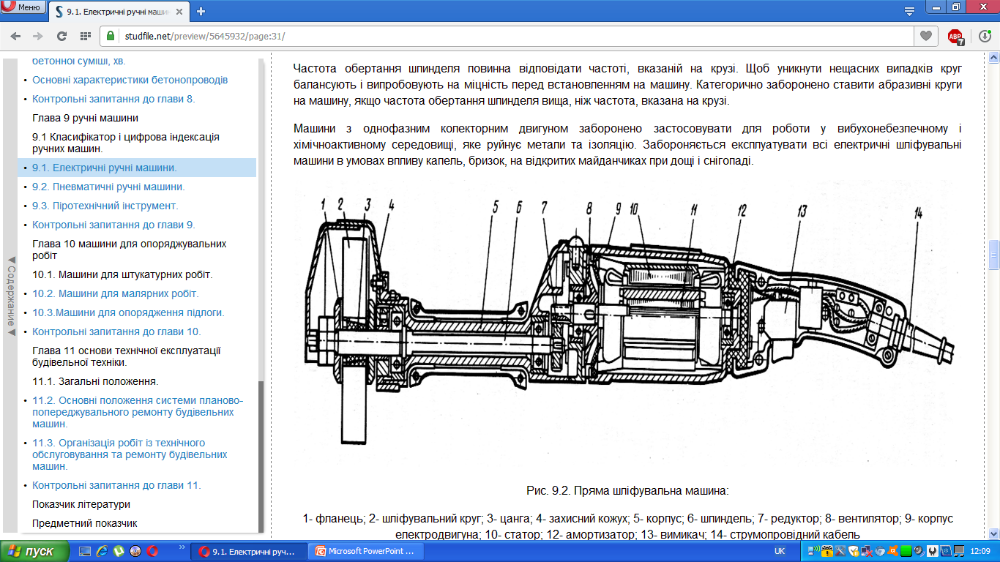 Меню
9.1. Електричні ручні маши
studfile.net/preview/5645932/page:31/
ABP
7
бетонної суміші, хв.
• Основні характеристики бетонопроводів
• Контрольні запитання до глави 8.
Глава 9 ручні машини
9.1 Класифікатор і цифрова індексація
ручних машин.
• 9.1. Електричні ручні машини.
• 9.2. Пневматичні ручні машини.
• 9.3. Піротехнічний інструмент.
• Контрольні запитання до глави 9.
Глава 10 машини для опоряджувальних
робіт
10.1. Машини для штукатурних робіт.
• 10.2. Машини для малярних робіт.
• 10.3.Машини для опорядження підлоги.
• Контрольні запитання до глави 10.
Глава 11 основи технічної експлуатації
будівельної техніки.
11.1. Загальні положення.
• 11.2. Основні положення системи планово-
попереджувального ремонту будівельних
машин.
• 11.3. Організація робіт із технічного
обслуговування та ремонту будівельних
машин.
• Контрольні запитання до глави 11.
Показчик літератури
Предметний показчик
◀ Содержание ◀
Частота обертання шпинделя повинна відповідати частоті, вказаній на крузі. Щоб уникнути нещасних випадків круг
балансують і випробовують на міцність перед встановленням на машину. Категорично заборонено ставити абразивні круги
на машину, якщо частота обертання шпинделя вища, ніж частота, вказана на крузі.
Машини з однофазним колекторним двигуном заборонено застосовувати для роботи у вибухонебезпечному і
хімічноактивному середовищі, яке руйнує метали та ізоляцію. Забороняється експлуатувати всі електричні шліфувальні
машини в умовах впливу капель, бризок, на відкритих майданчиках при дощі і снігопаді.
1 2 3 4 5 6 7 8 9 10 11 12 13 14
Рис. 9.2. Пряма шліфувальна машина:
1- фланець; 2- шліфувальний круг; 3- цанга; 4- захисний кожух; 5- корпус; 6- шпиндель; 7- редуктор; 8- вентилятор; 9- корпус
електродвигуна; 10- статор; 12- амортизатор; 13- вимикач; 14- струмопровідний кабель
пуск
9.1. Електричні руч...
Microsoft PowerPoint ...
UK
12:09